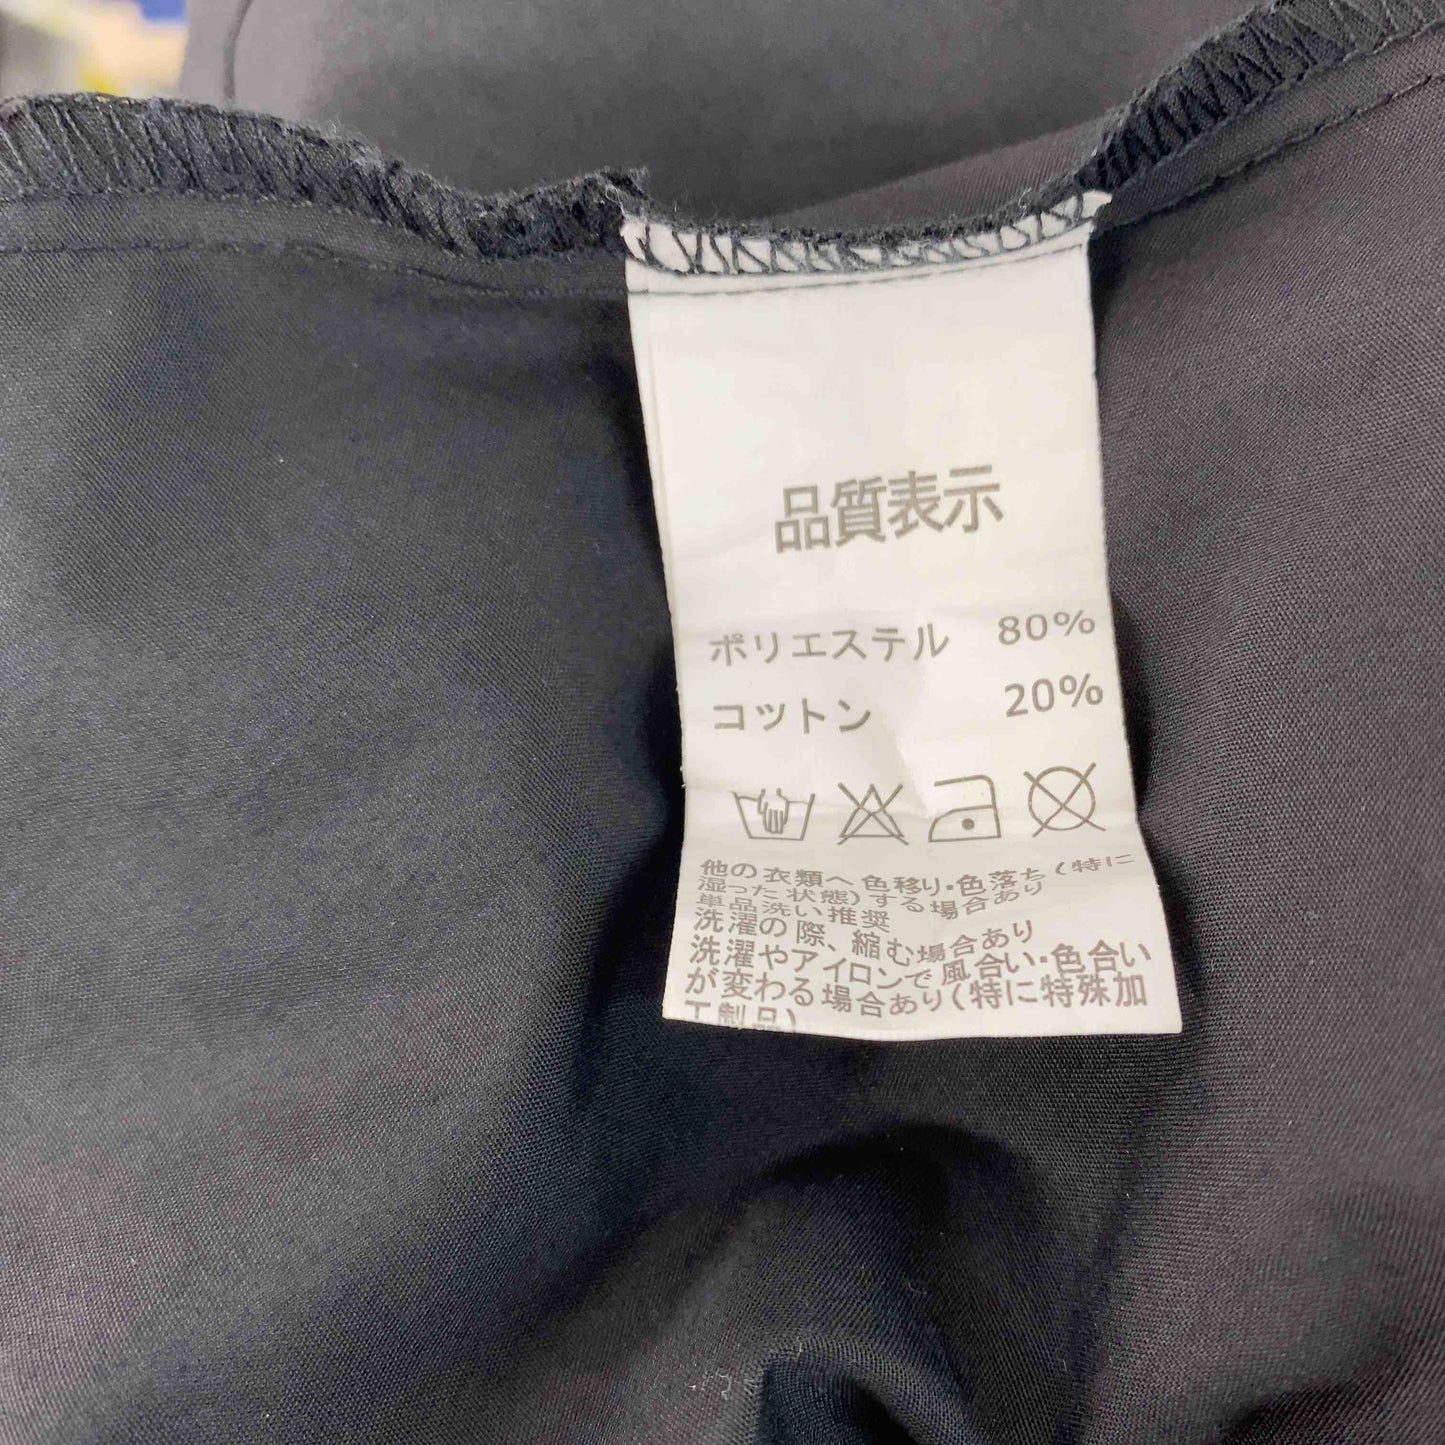 品質表示
ポリエステル 80%
コットン 20%
他の衣類へ色移り・色落ち(特に
湿った状態)する場合あり
単品洗い推奨
洗濯の際、縮む場合あり
洗濯やアイロンで風合い・色合い
が変わる場合あり(特に特殊加
工製品)